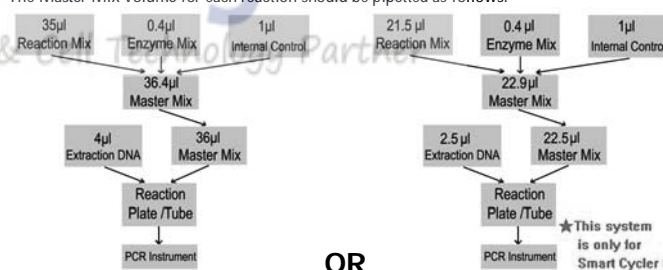 The Master Mix volume for each reaction should be pipetted as follows:
35μl
Reaction Mix
0.4μl
Enzyme Mix
1μl
Internal Control
36.4μl
Master Mix
4μl
Extraction DNA
36μl
Master Mix
Reaction
Plate /Tube
PCR Instrument
OR
21.5 μl
Reaction Mix
0.4 μl
Enzyme Mix
1μl
Internal Control
22.9μl
Master Mix
2.5 μl
Extraction DNA
22.5μl
Master Mix
Reaction
Plate /Tube
PCR Instrument
★This system
is only for
Smart Cycler
& Cell Technology Partner